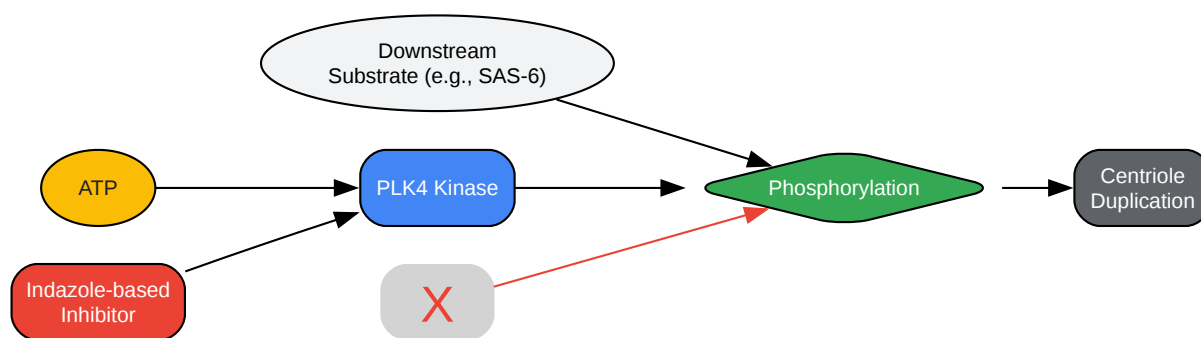 Downstream
Substrate (e.g., SAS-6)
ATP
PLK4 Kinase
Phosphorylation
Centriole
Duplication
Indazole-based
Inhibitor
X